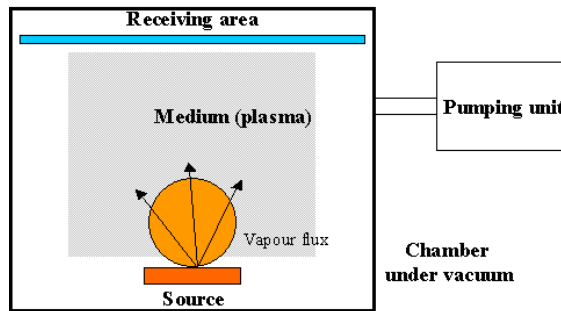 Receiving area
Medium (plasma)
Pumping unit
Vapour flux
Chamber
under vacuum
Source